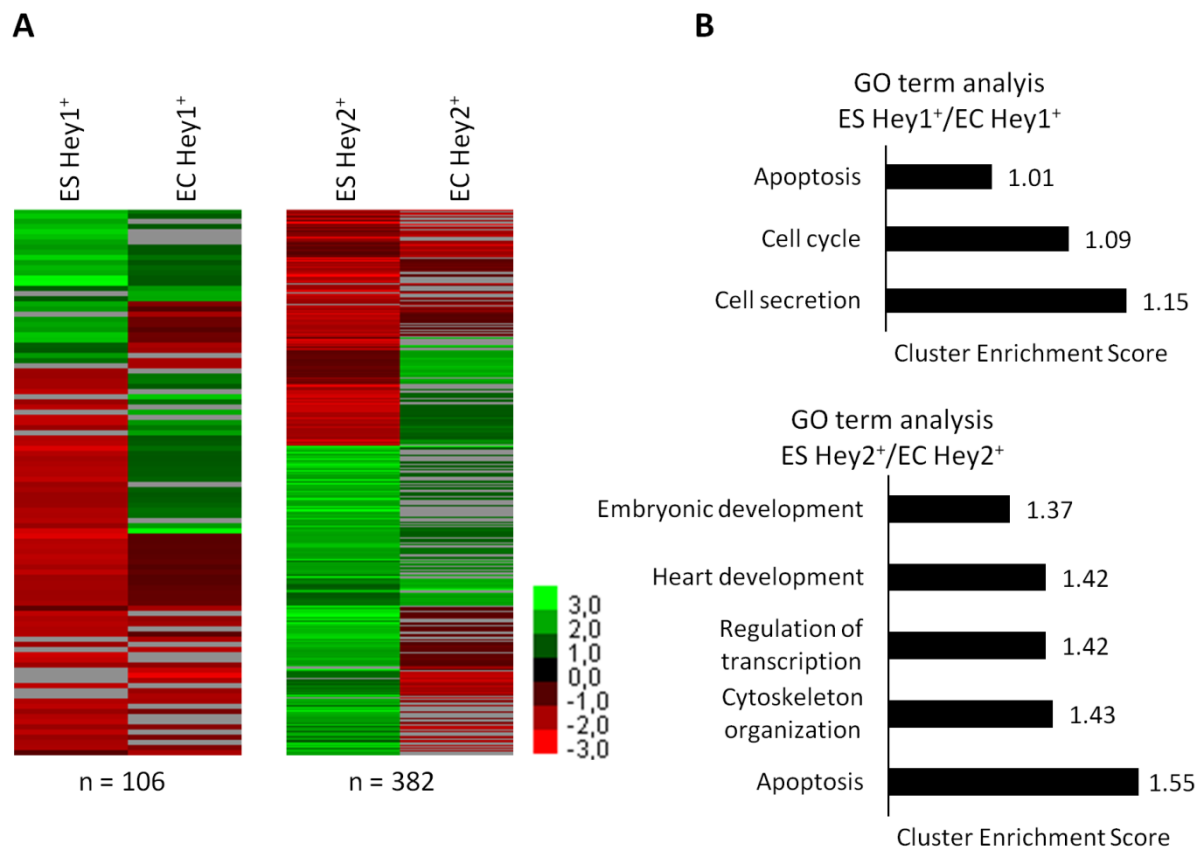 A
ES Hey1⁺
EC Hey1⁺
ES Hey2⁺
EC Hey2⁺
3,0
2,0
1,0
0,0
-1,0
-2,0
-3,0
n = 106
n = 382
B
GO term analyis
ES Hey1⁺/EC Hey1⁺
Apoptosis 1.01
Cell cycle 1.09
Cell secretion 1.15
Cluster Enrichment Score
GO term analysis
ES Hey2⁺/EC Hey2⁺
Embryonic development 1.37
Heart development 1.42
Regulation of
transcription 1.42
Cytoskeleton
organization 1.43
Apoptosis 1.55
Cluster Enrichment Score